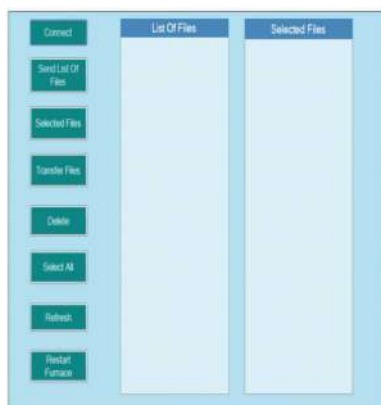 Connect
List Of Files
Selected Files
Send List Of
Files
Selected Files
Transfer Files
Delete
Select All
Refresh
Restart
Furnace